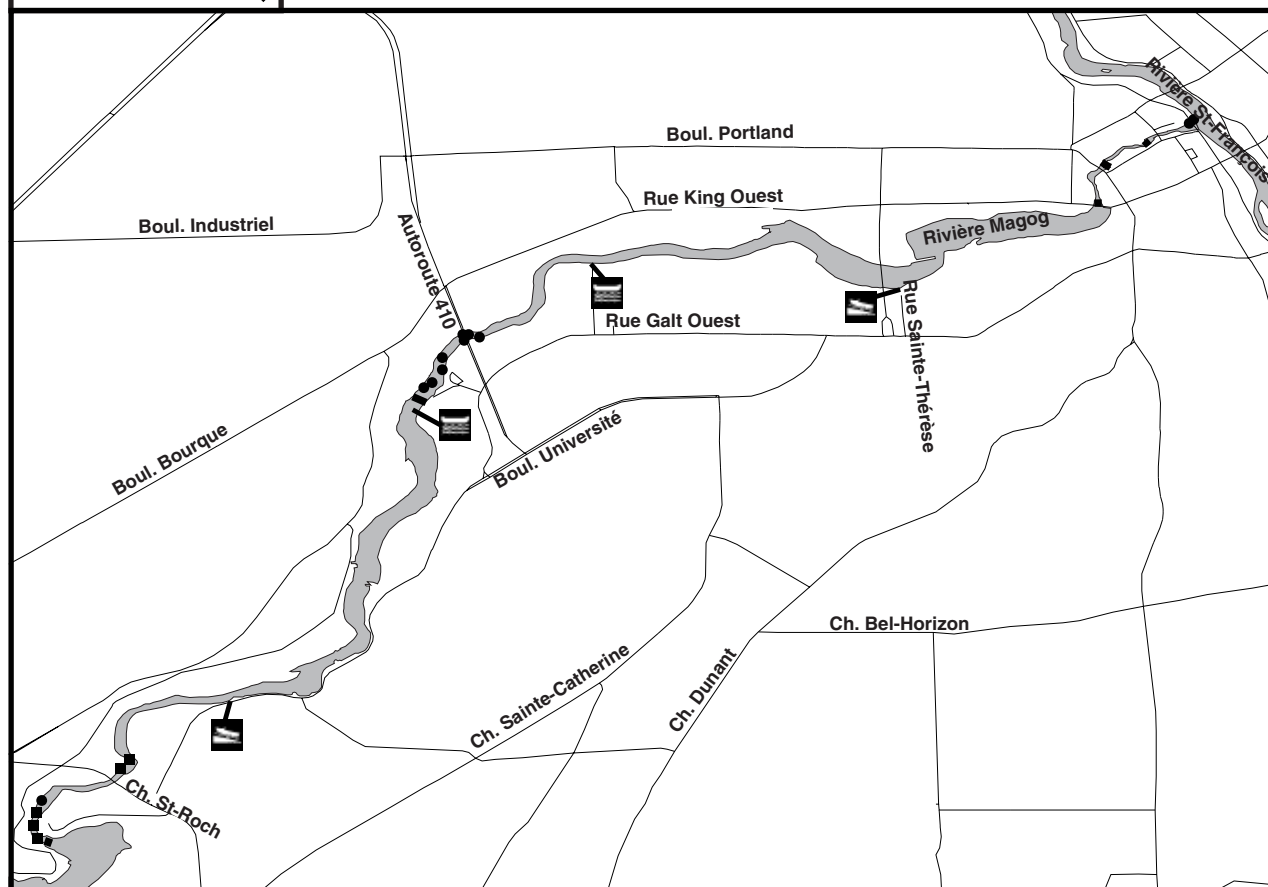 Rivière St-François
Boul. Portland
Rue King Ouest
Boul. Industriel
Rivière Magog
Autoroute 410
Rue Galt Ouest
Rue Sainte-Thérèse
Boul. Bourque
Boul. Université
Ch. Bel-Horizon
Ch. Sainte-Catherine
Ch. Dunant
Ch. St-Roch